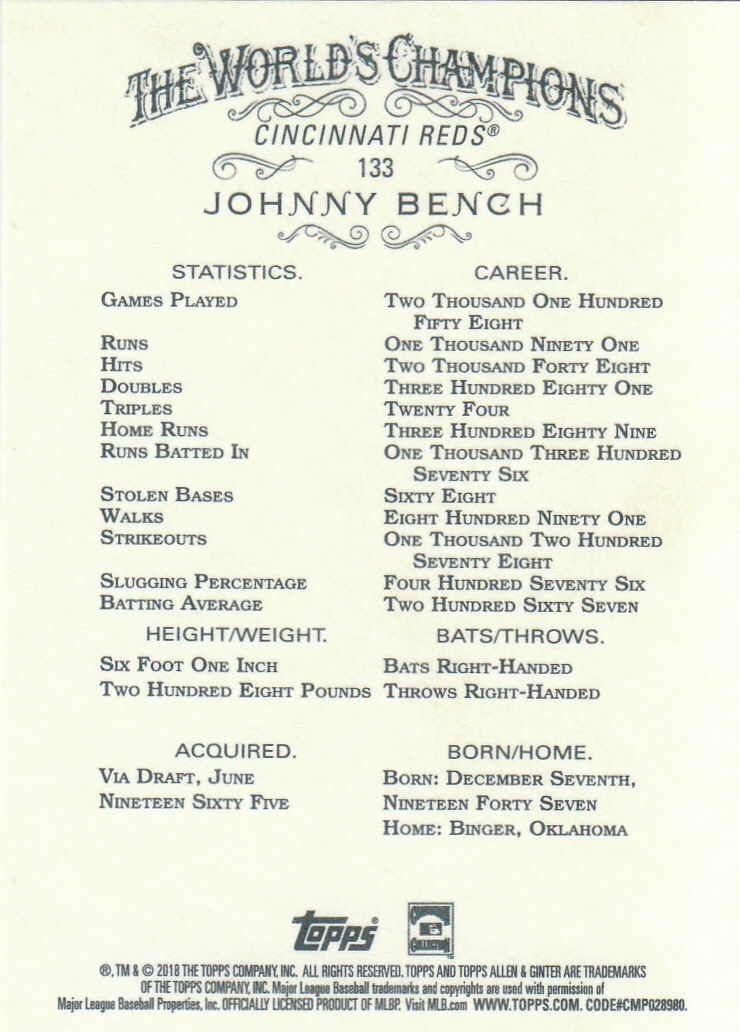 THE WORLD'S CHAMPIONS
CINCINNATI REDS®
133
JOHNNY BENCH
STATISTICS. CAREER.
GAMES PLAYED TWO THOUSAND ONE HUNDRED
FIFTY EIGHT
RUNS ONE THOUSAND NINETY ONE
HITS TWO THOUSAND FORTY EIGHT
DOUBLES THREE HUNDRED EIGHTY ONE
TRIPLES TWENTY FOUR
HOME RUNS THREE HUNDRED EIGHTY NINE
RUNS BATTED IN ONE THOUSAND THREE HUNDRED
SEVENTY SIX
STOLEN BASES SIXTY EIGHT
WALKS EIGHT HUNDRED NINETY ONE
STRIKEOUTS ONE THOUSAND TWO HUNDRED
SEVENTY EIGHT
SLUGGING PERCENTAGE FOUR HUNDRED SEVENTY SIX
BATTING AVERAGE TWO HUNDRED SIXTY SEVEN
HEIGHT/WEIGHT. BATS/THROWS.
SIX FOOT ONE INCH BATS RIGHT-HANDED
TWO HUNDRED EIGHT POUNDS THROWS RIGHT-HANDED
ACQUIRED. BORN/HOME.
VIA DRAFT, JUNE BORN: DECEMBER SEVENTH,
NINETEEN SIXTY FIVE NINETEEN FORTY SEVEN
HOME: BINGER, OKLAHOMA
Topps® COOPERSTOWN COLLECTION
®, TM & © 2018 THE TOPPS COMPANY, INC. ALL RIGHTS RESERVED. TOPPS AND TOPPS ALLEN & GINTER ARE TRADEMARKS
OF THE TOPPS COMPANY, INC. Major League Baseball trademarks and copyrights are used with permission of
Major League Baseball Properties, Inc. OFFICIALLY LICENSED PRODUCT OF MLBP. Visit MLB.com WWW.TOPPS.COM. CODE#CMP028980.